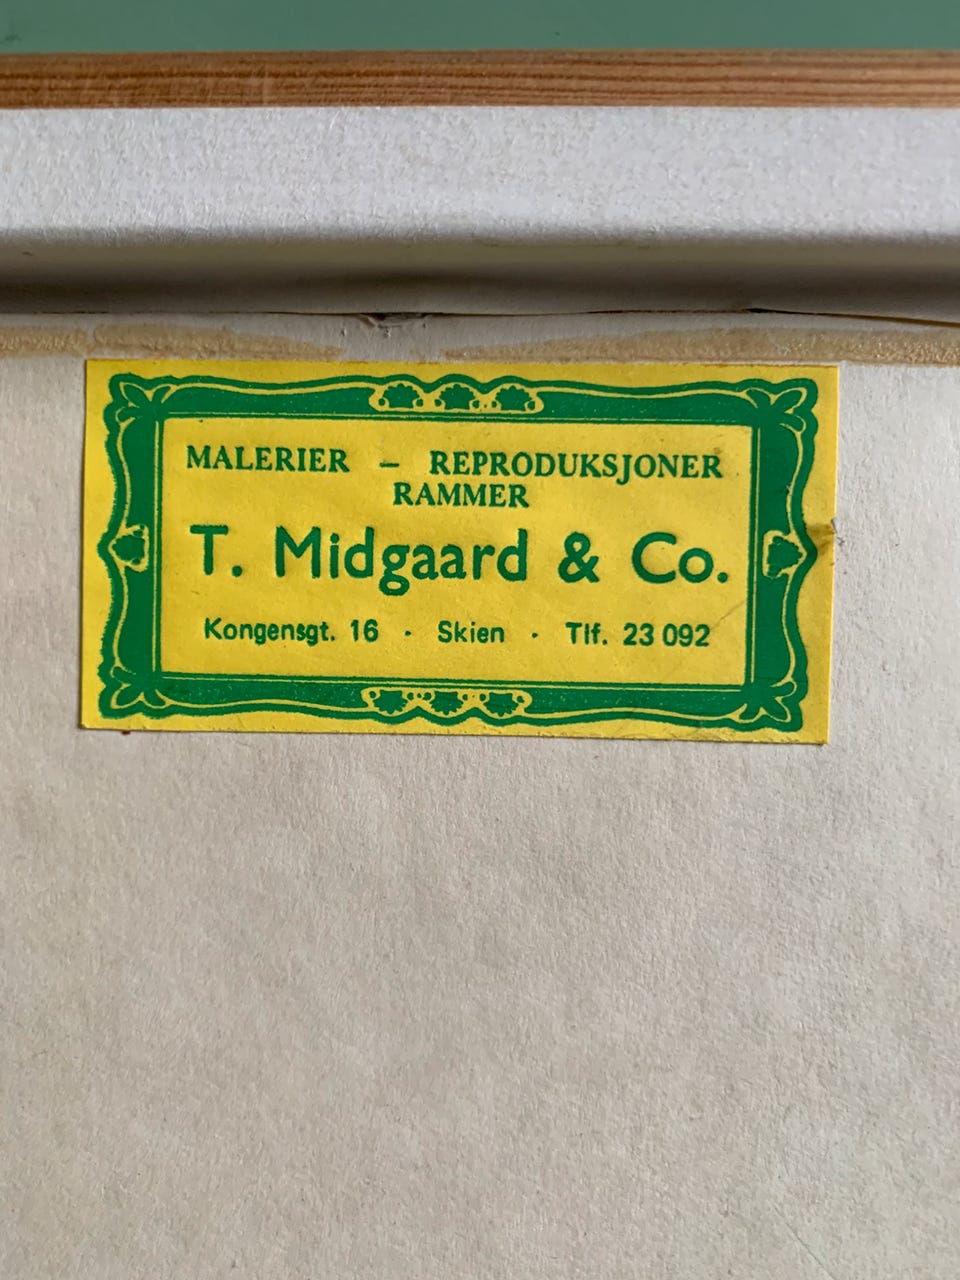 MALERIER – REPRODUKSJONER
RAMMER
T. Midgaard & Co.
Kongensgt. 16 · Skien · Tlf. 23 092